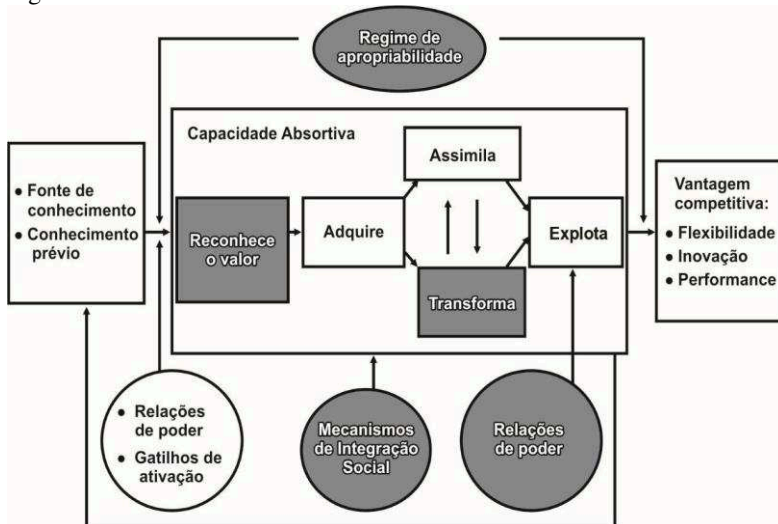 Regime de
apropriabilidade
Capacidade Absortiva
● Fonte de
conhecimento
● Conhecimento
prévio
Reconhece
o valor
Adquire
Assimila
Transforma
Explota
Vantagem
competitiva:
● Flexibilidade
● Inovação
● Performance
● Relações
de poder
● Gatilhos de
ativação
Mecanismos
de Integração
Social
Relações
de poder